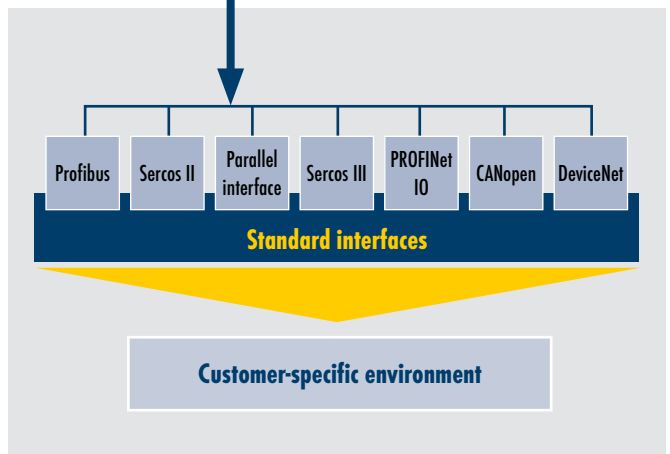 Profibus
Sercos II
Parallel
interface
Sercos III
PROFINet
IO
CANopen
DeviceNet
Standard interfaces
Customer-specific environment